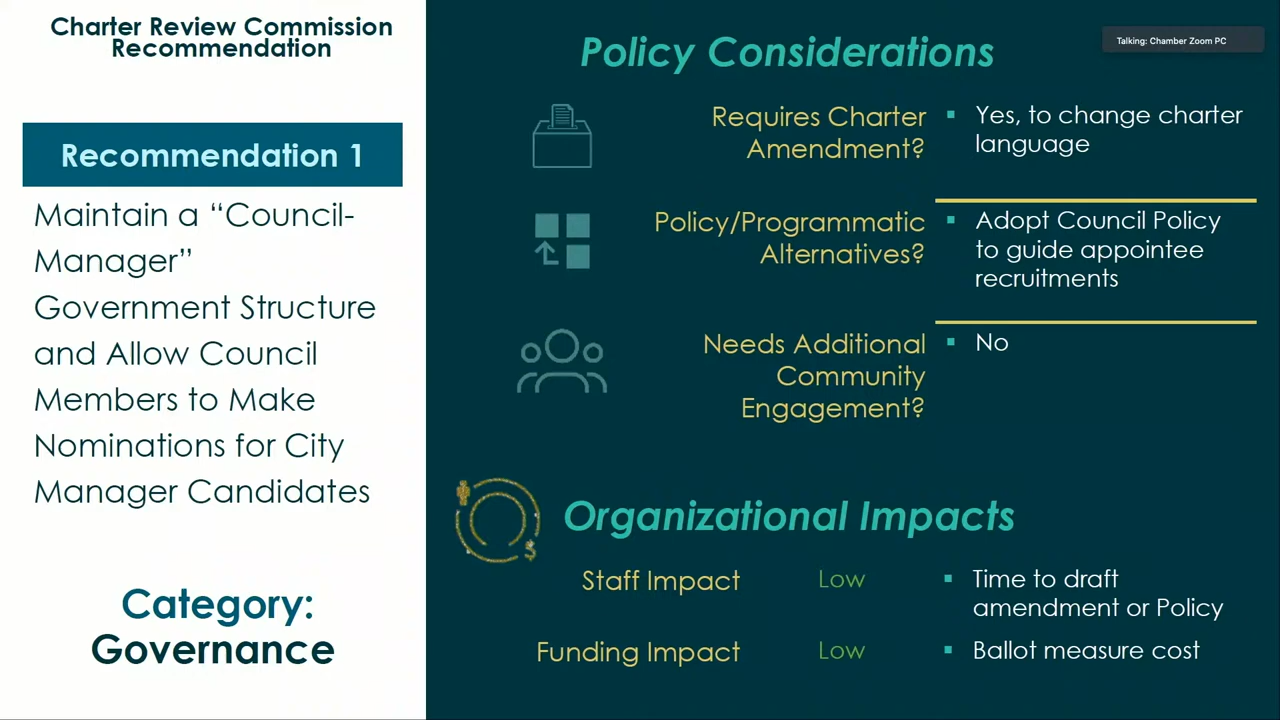 Charter Review Commission
Recommendation
Recommendation 1
Maintain a “Council-
Manager”
Government Structure
and Allow Council
Members to Make
Nominations for City
Manager Candidates
Category:
Governance
Policy Considerations
Talking: Chamber Zoom PC
Requires Charter
Amendment?
▪ Yes, to change charter
language
Policy/Programmatic
Alternatives?
▪ Adopt Council Policy
to guide appointee
recruitments
Needs Additional
Community
Engagement?
▪ No
Organizational Impacts
Staff Impact
Low
▪ Time to draft
amendment or Policy
Funding Impact
Low
▪ Ballot measure cost